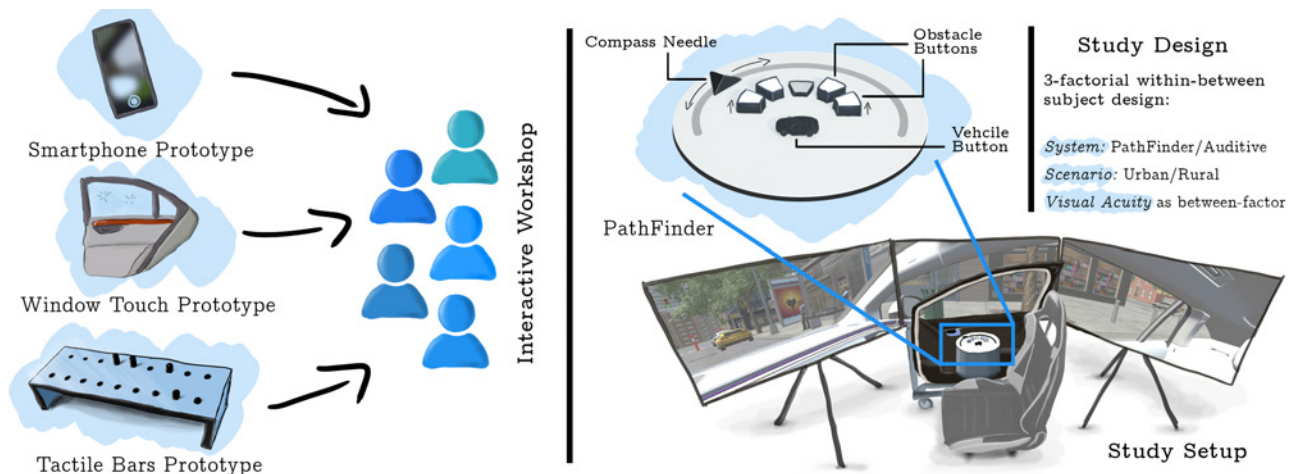 Smartphone Prototype
Window Touch Prototype
Tactile Bars Prototype
Interactive Workshop
Compass Needle
Obstacle
Buttons
Vehcile
Button
PathFinder
Study Design
3-factorial within-between
subject design:
System: PathFinder/Auditive
Scenario: Urban/Rural
Visual Acuity as between-factor
Study Setup